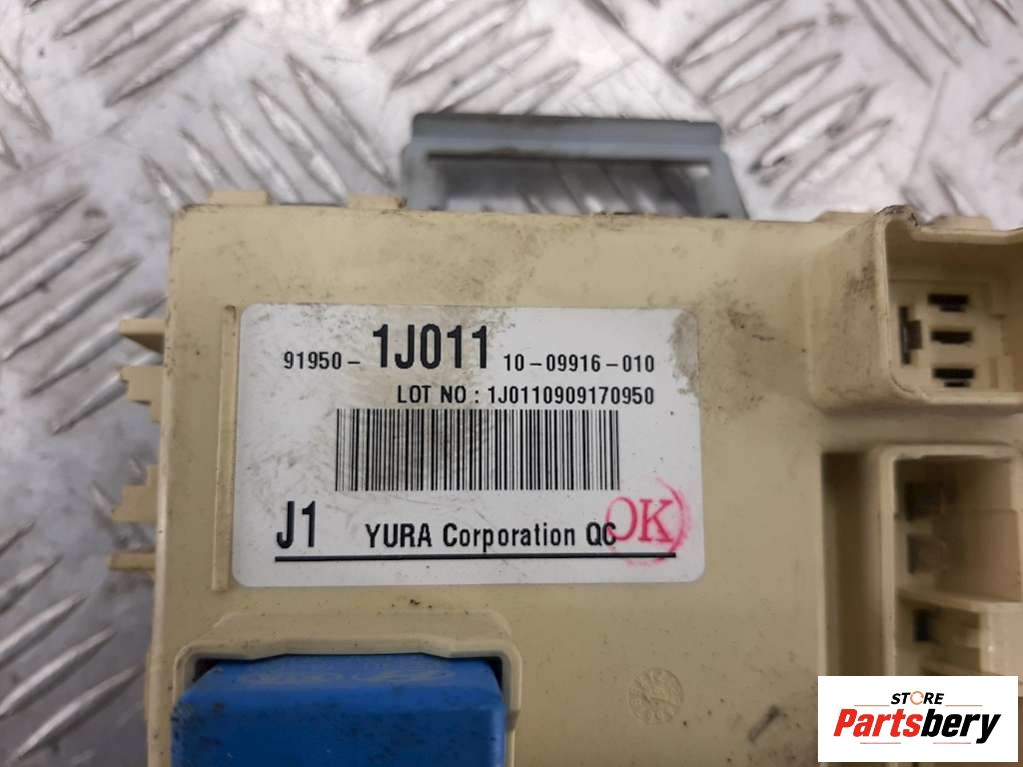 91950- 1J011 10-09916-010
LOT NO : 1J0110909170950
J1 YURA Corporation QC OK
STORE
Partsbery